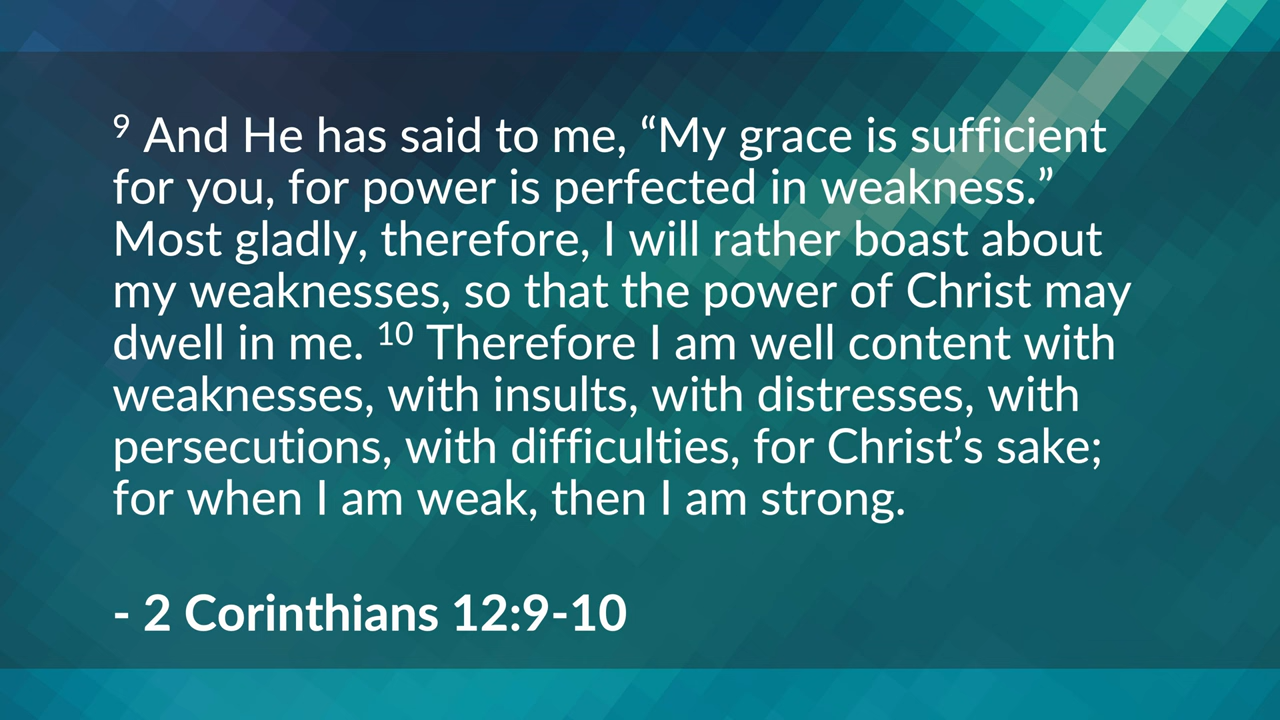 ⁹ And He has said to me, “My grace is sufficient
for you, for power is perfected in weakness.”
Most gladly, therefore, I will rather boast about
my weaknesses, so that the power of Christ may
dwell in me. ¹⁰ Therefore I am well content with
weaknesses, with insults, with distresses, with
persecutions, with difficulties, for Christ’s sake;
for when I am weak, then I am strong.
- 2 Corinthians 12:9-10